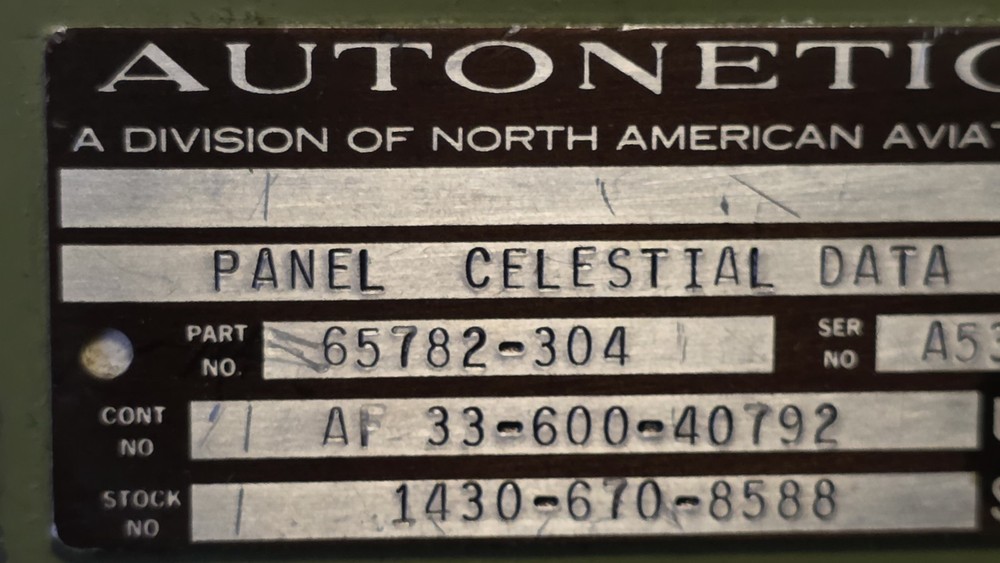 AUTONETIC
A DIVISION OF NORTH AMERICAN AVIAT
PANEL CELESTIAL DATA
PART NO. 65782-304 SER NO A53
CONT NO AF 33-600-40792
STOCK NO 1430-670-8588